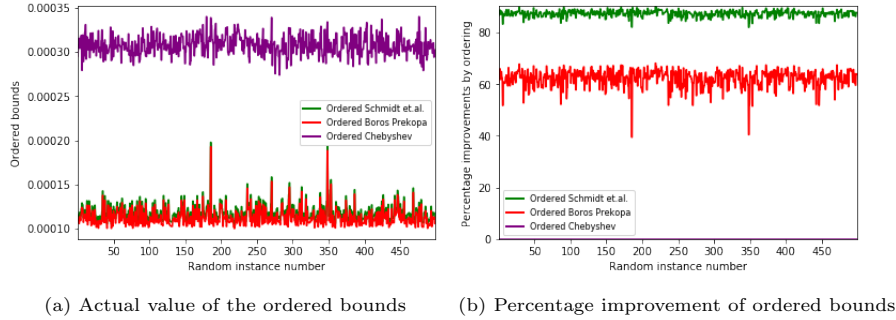 0.00035
0.00030
0.00025
0.00020
0.00015
0.00010
Ordered bounds
Ordered Schmidt et.al.
Ordered Boros Prekopa
Ordered Chebyshev
50 100 150 200 250 300 350 400 450
Random instance number
(a) Actual value of the ordered bounds
80
60
40
20
0
Percentage improvements by ordering
Ordered Schmidt et.al.
Ordered Boros Prekopa
Ordered Chebyshev
50 100 150 200 250 300 350 400 450
Random instance number
(b) Percentage improvement of ordered bounds